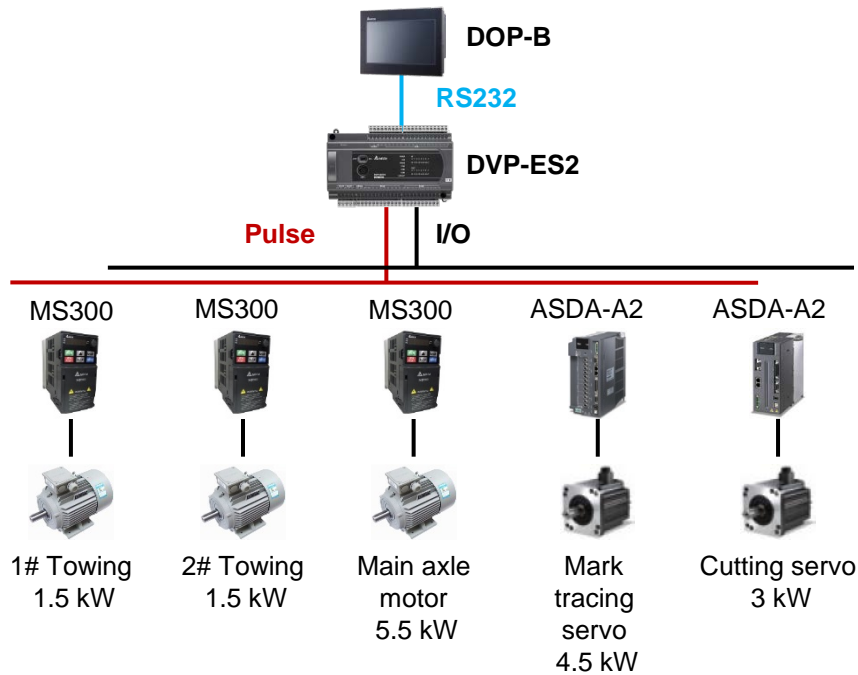 DOP-B
RS232
DVP-ES2
Pulse
I/O
MS300
MS300
MS300
ASDA-A2
ASDA-A2
1# Towing
1.5 kW
2# Towing
1.5 kW
Main axle
motor
5.5 kW
Mark
tracing
servo
4.5 kW
Cutting servo
3 kW